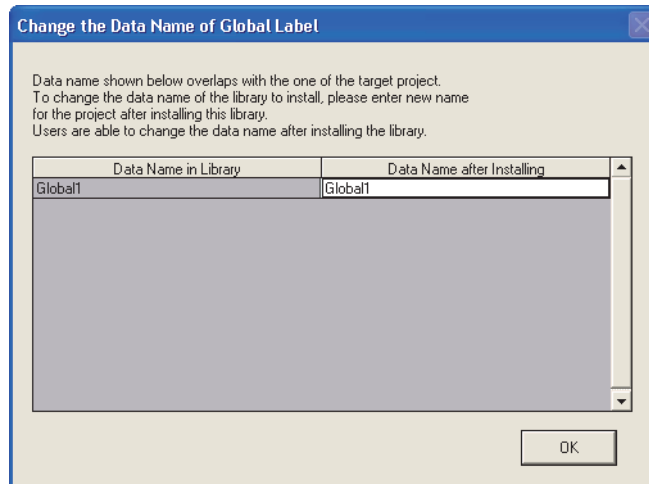 Change the Data Name of Global Label
Data name shown below overlaps with the one of the target project.
To change the data name of the library to install, please enter new name
for the project after installing this library.
Users are able to change the data name after installing the library.
Data Name in Library Data Name after Installing
Global1 Global1
OK